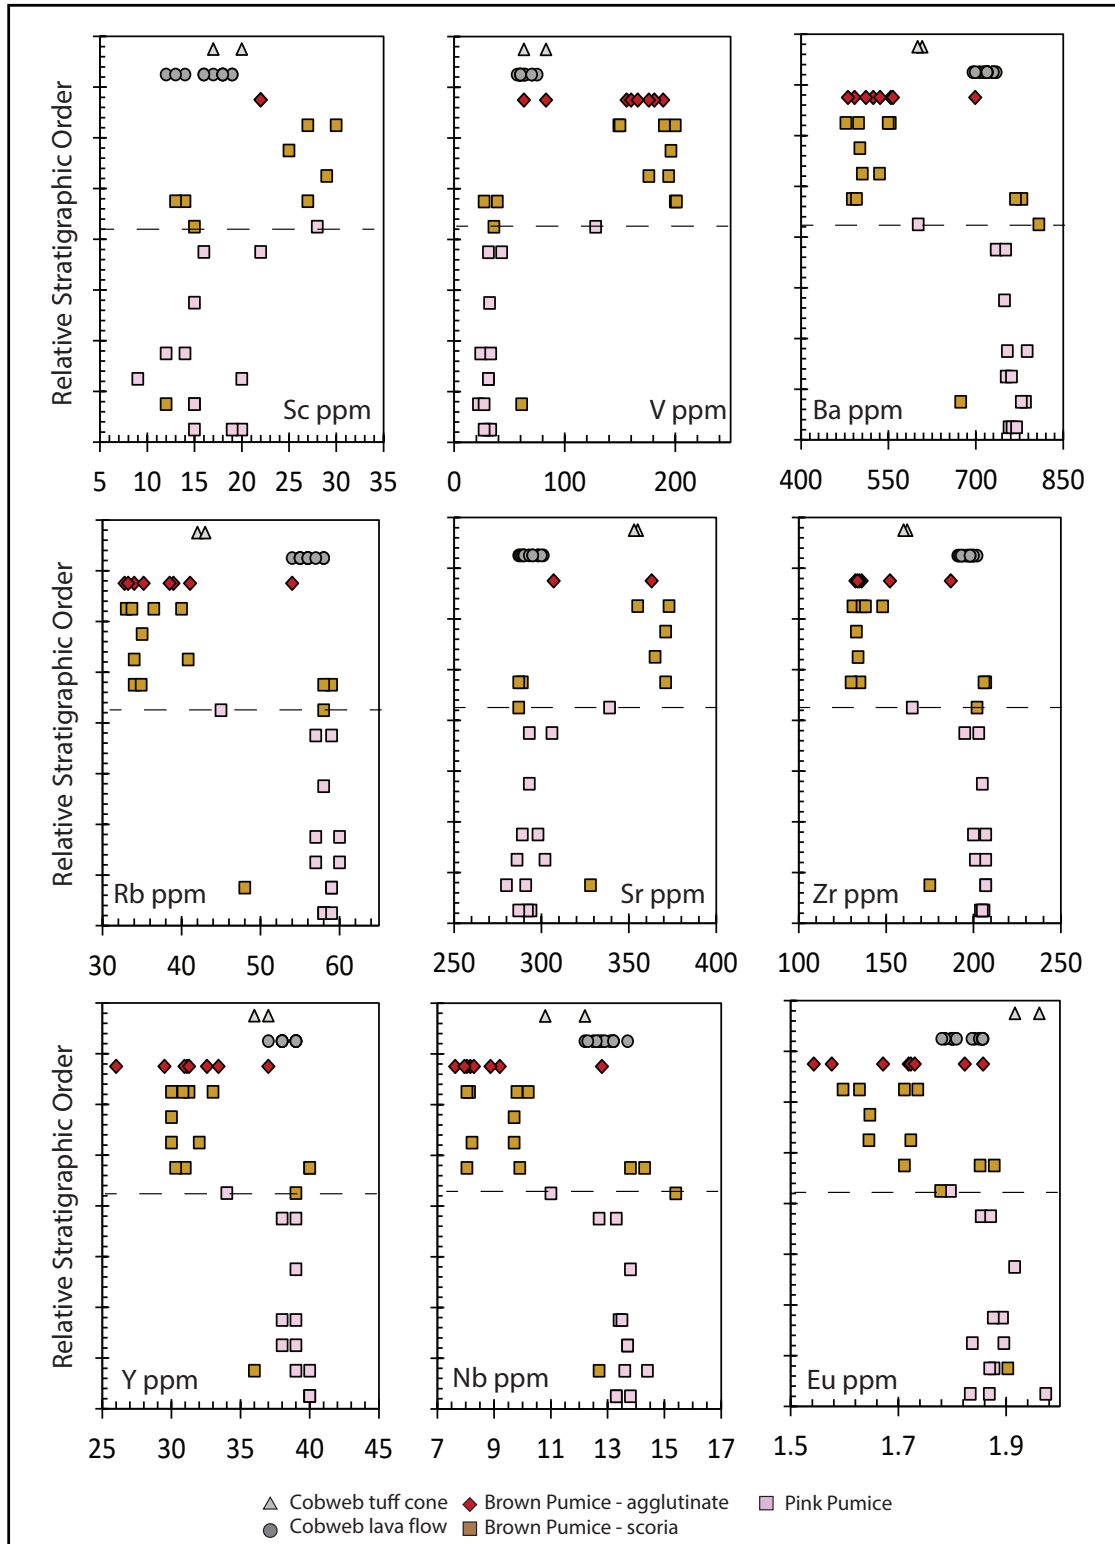 Relative Stratigraphic Order
Sc ppm
V ppm
Ba ppm
5 10 15 20 25 30 35
0 100 200
400 550 700 850
Relative Stratigraphic Order
Rb ppm
Sr ppm
Zr ppm
30 40 50 60
250 300 350 400
100 150 200 250
Relative Stratigraphic Order
Y ppm
Nb ppm
Eu ppm
25 30 35 40 45
7 9 11 13 15 17
1.5 1.7 1.9
Cobweb tuff cone
Brown Pumice - agglutinate
Pink Pumice
Cobweb lava flow
Brown Pumice - scoria